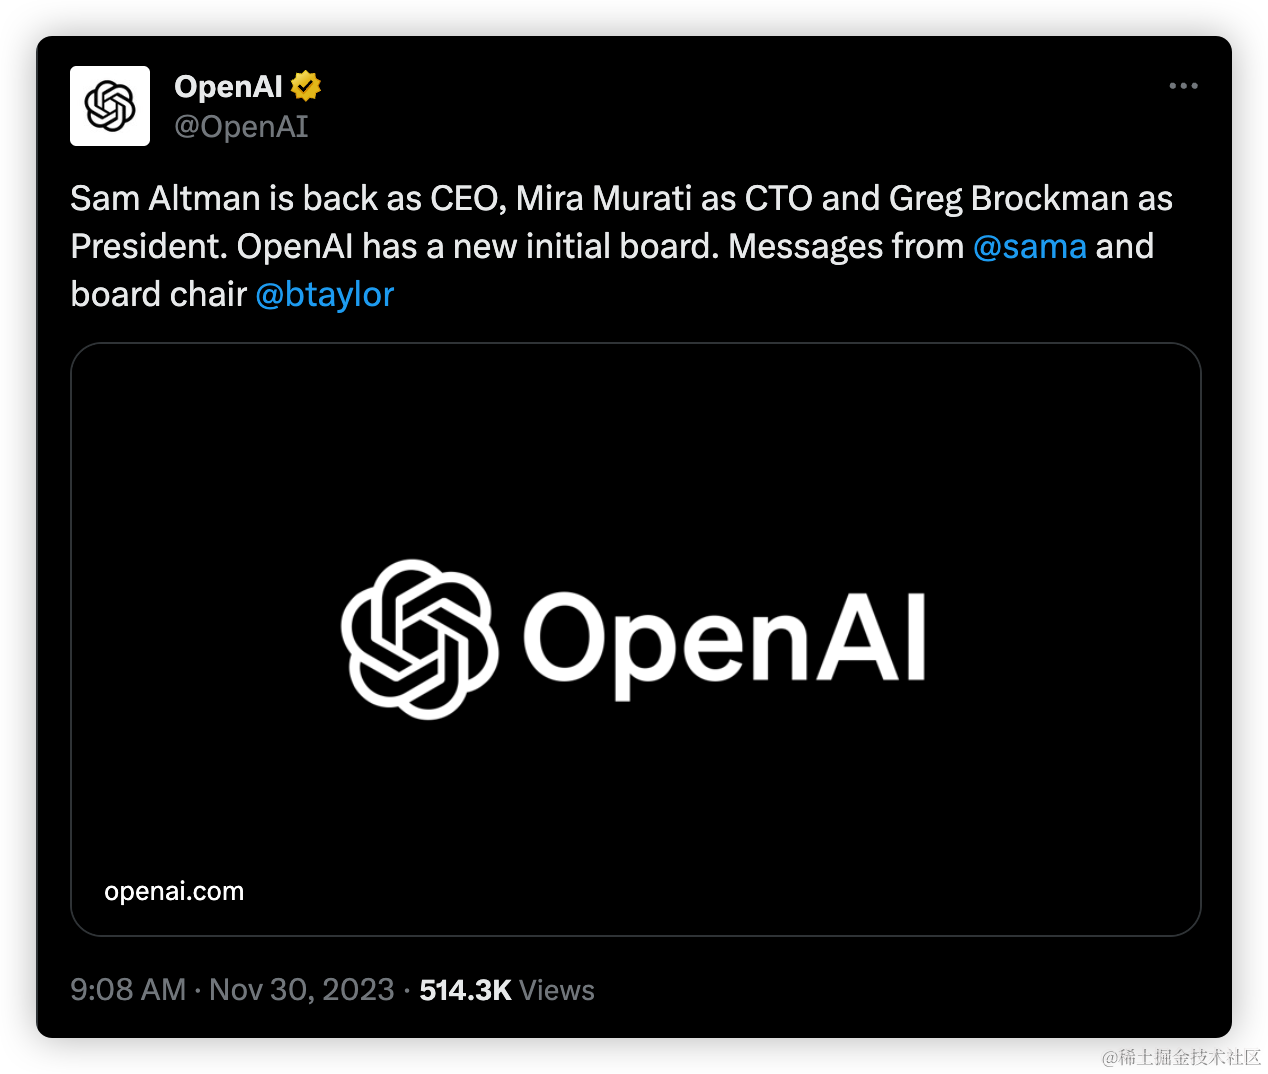 OpenAI
@OpenAI
Sam Altman is back as CEO, Mira Murati as CTO and Greg Brockman as
President. OpenAI has a new initial board. Messages from @sama and
board chair @btaylor
OpenAI
openai.com
9:08 AM · Nov 30, 2023 · 514.3K Views
@稀土掘金技术社区